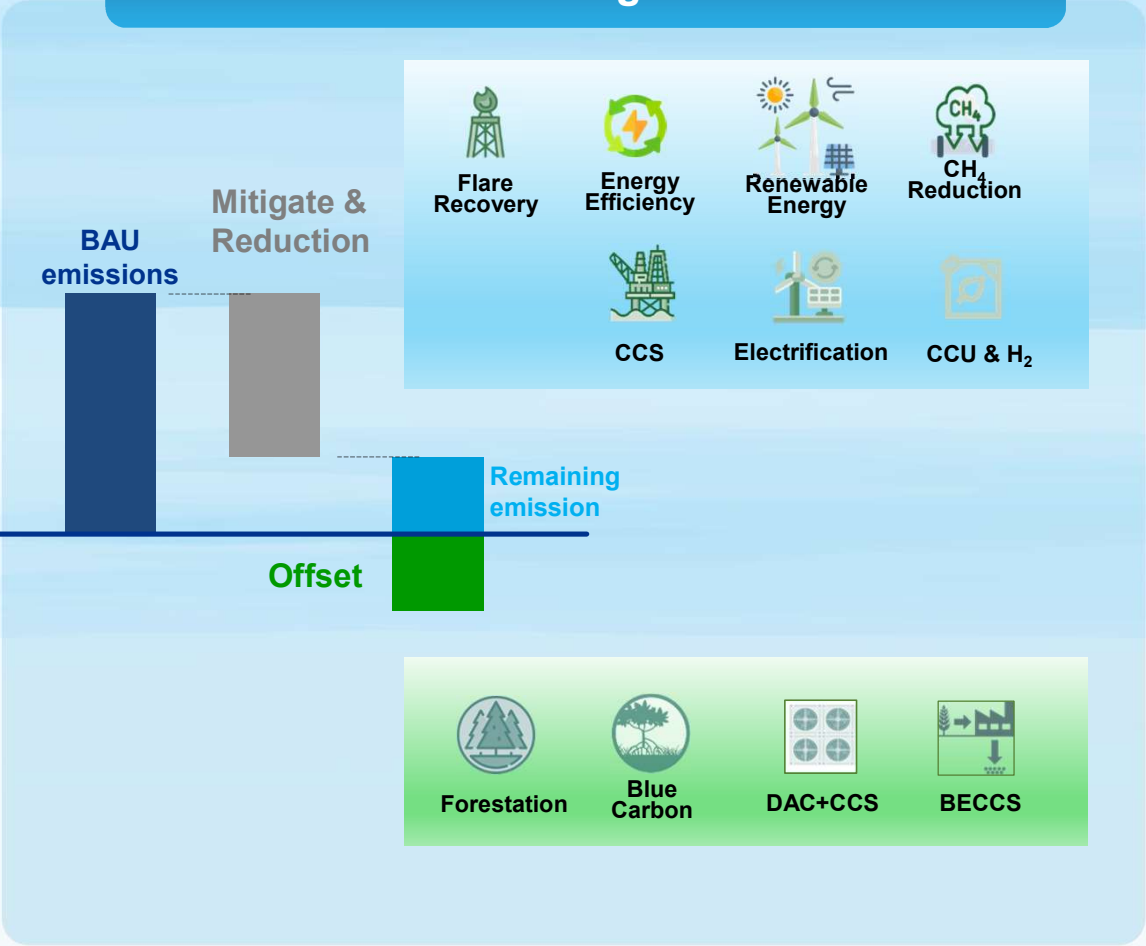 BAU
emissions
Mitigate &
Reduction
Flare
Recovery
Energy
Efficiency
Renewable
Energy
CH₄
CH₄
Reduction
CCS
Electrification
CCU & H₂
Remaining
emission
Offset
Forestation
Blue
Carbon
DAC+CCS
BECCS